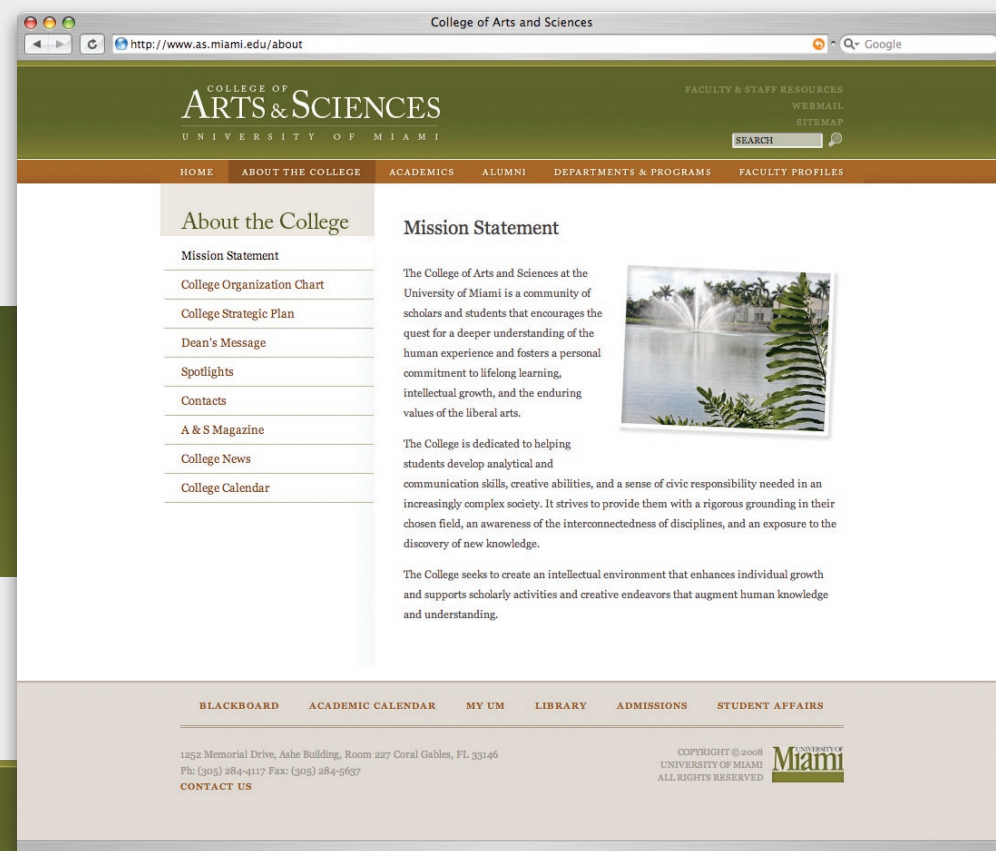 College of Arts and Sciences
http://www.as.miami.edu/about
Google
COLLEGE OF
ARTS & SCIENCES
UNIVERSITY OF MIAMI
FACULTY & STAFF RESOURCES
WEBMAIL
SITEMAP
SEARCH
HOME ABOUT THE COLLEGE ACADEMICS ALUMNI DEPARTMENTS & PROGRAMS FACULTY PROFILES
About the College
Mission Statement
College Organization Chart
College Strategic Plan
Dean's Message
Spotlights
Contacts
A & S Magazine
College News
College Calendar
Mission Statement
The College of Arts and Sciences at the
University of Miami is a community of
scholars and students that encourages the
quest for a deeper understanding of the
human experience and fosters a personal
commitment to lifelong learning,
intellectual growth, and the enduring
values of the liberal arts.
The College is dedicated to helping
students develop analytical and
communication skills, creative abilities, and a sense of civic responsibility needed in an
increasingly complex society. It strives to provide them with a rigorous grounding in their
chosen field, an awareness of the interconnectedness of disciplines, and an exposure to the
discovery of new knowledge.
The College seeks to create an intellectual environment that enhances individual growth
and supports scholarly activities and creative endeavors that augment human knowledge
and understanding.
BLACKBOARD ACADEMIC CALENDAR MY UM LIBRARY ADMISSIONS STUDENT AFFAIRS
1252 Memorial Drive, Ashe Building, Room 227 Coral Gables, FL 33146
Ph: (305) 284-4117 Fax: (305) 284-5637
CONTACT US
COPYRIGHT © 2008
UNIVERSITY OF MIAMI
ALL RIGHTS RESERVED
UNIVERSITY OF
Miami